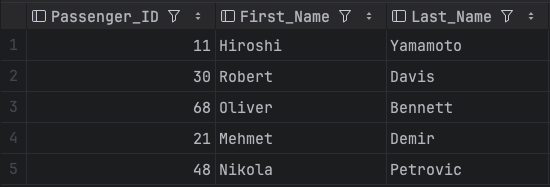 Passenger_ID First_Name Last_Name
1 11 Hiroshi Yamamoto
2 30 Robert Davis
3 68 Oliver Bennett
4 21 Mehmet Demir
5 48 Nikola Petrovic